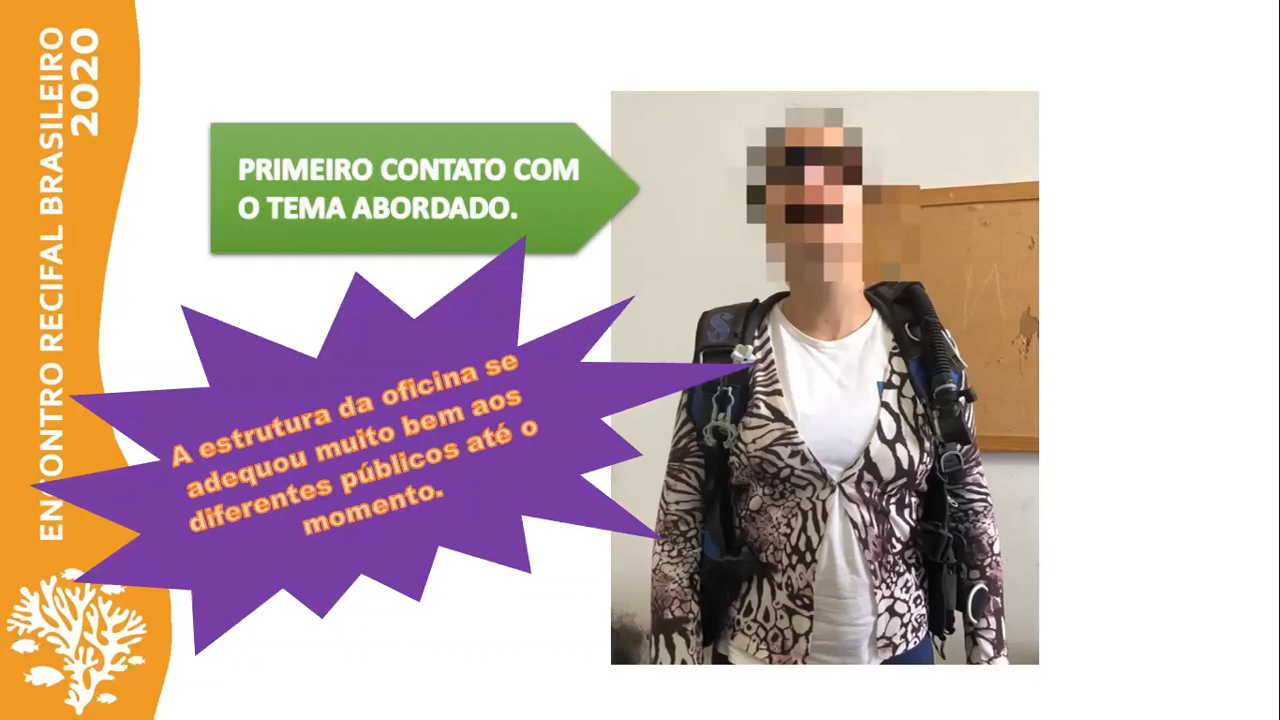 ENCONTRO RECIFAL BRASILEIRO
2020
PRIMEIRO CONTATO COM
O TEMA ABORDADO.
A estrutura da oficina se
adequou muito bem aos
diferentes públicos até o
momento.